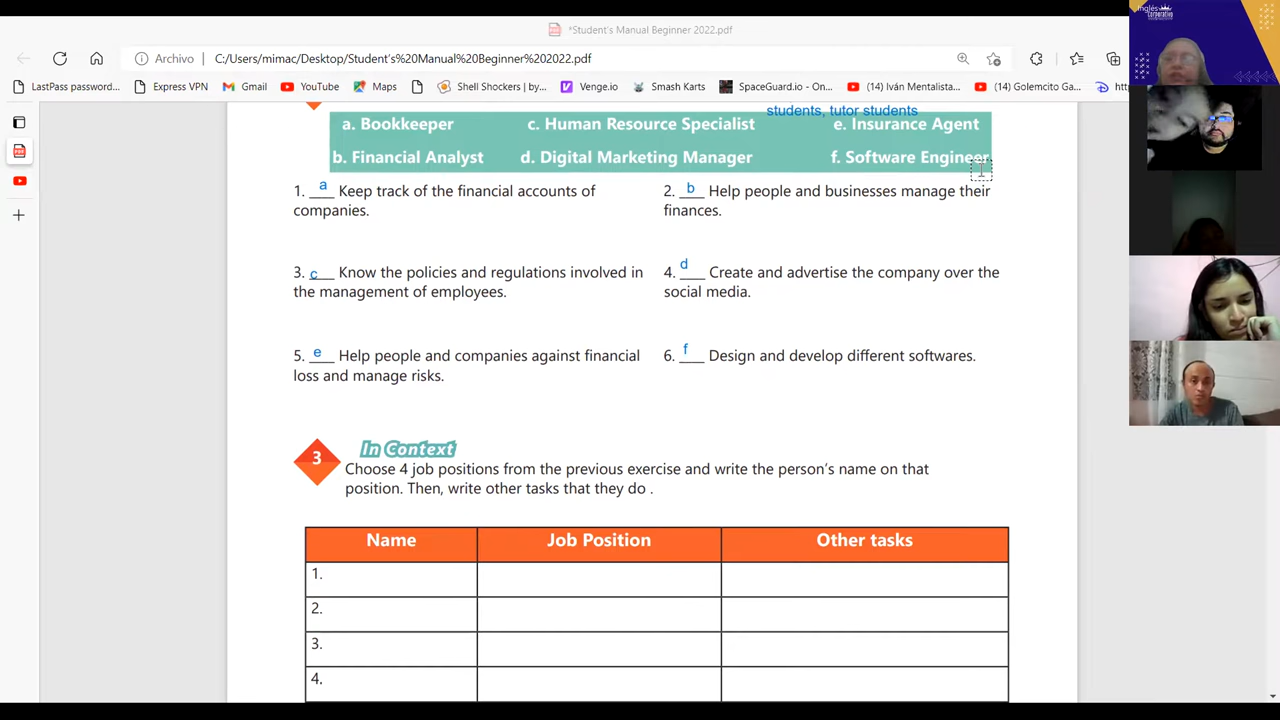 *Student's Manual Beginner 2022.pdf
Archivo C:/Users/mimac/Desktop/Student's%20Manual%20Beginner%202022.pdf
LastPass password... Express VPN Gmail YouTube Maps Shell Shockers | by... Venge.io Smash Karts SpaceGuard.io - On... (14) Iván Mentalista... (14) Golemcito Ga...
Inglés Corporativo
students, tutor students
a. Bookkeeper c. Human Resource Specialist e. Insurance Agent
b. Financial Analyst d. Digital Marketing Manager f. Software Engineer
1. a Keep track of the financial accounts of
companies.
2. b Help people and businesses manage their
finances.
3. c Know the policies and regulations involved in
the management of employees.
4. d Create and advertise the company over the
social media.
5. e Help people and companies against financial
loss and manage risks.
6. f Design and develop different softwares.
3 In Context
Choose 4 job positions from the previous exercise and write the person's name on that
position. Then, write other tasks that they do .
Name Job Position Other tasks
1.
2.
3.
4.